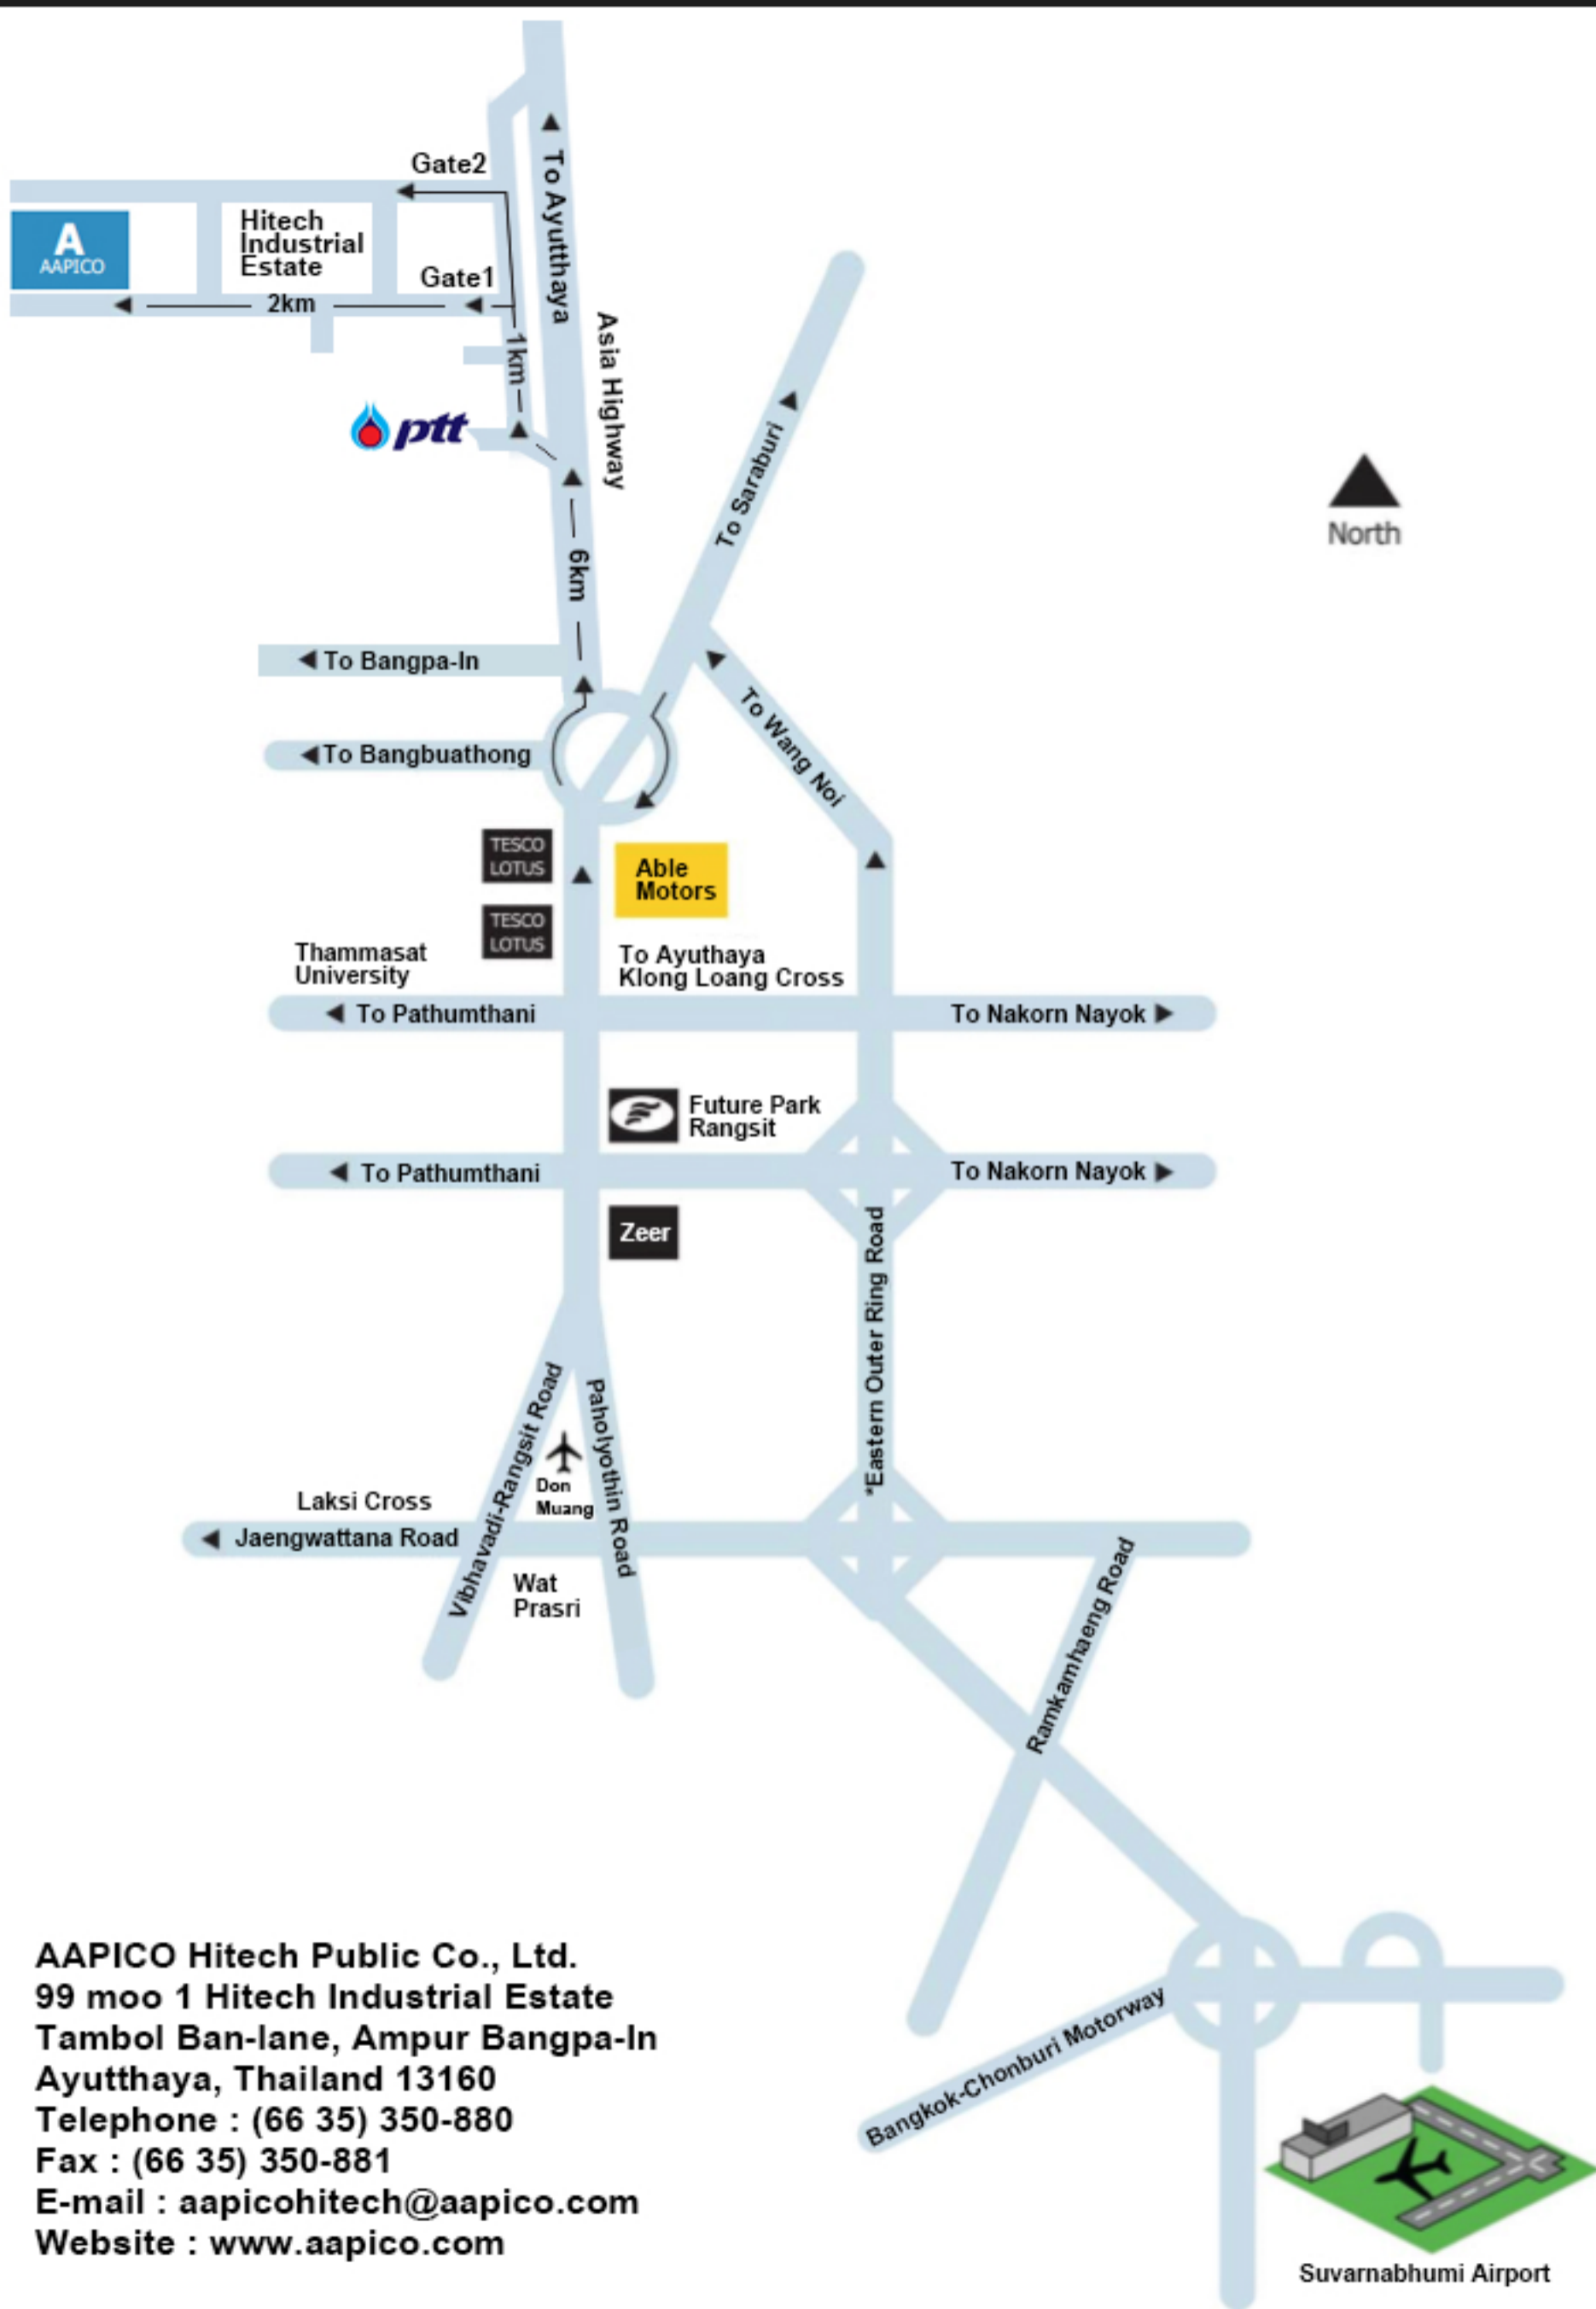 Gate2
To Ayutthaya
A
AAPICO
Hitech
Industrial
Estate
Gate1
2km
1km
Asia Highway
ptt
To Saraburi
North
6km
To Bangpa-In
To Wang Noi
To Bangbuathong
TESCO
LOTUS
Able
Motors
TESCO
LOTUS
Thammasat
University
To Ayuthaya
Klong Loang Cross
To Pathumthani
To Nakorn Nayok
Future Park
Rangsit
To Pathumthani
To Nakorn Nayok
Zeer
*Eastern Outer Ring Road
Vibhavadi-Rangsit Road
Paholyothin Road
Don
Muang
Laksi Cross
Jaengwattana Road
Wat
Prasri
Ramkamhaeng Road
AAPICO Hitech Public Co., Ltd.
99 moo 1 Hitech Industrial Estate
Tambol Ban-lane, Ampur Bangpa-In
Ayutthaya, Thailand 13160
Telephone : (66 35) 350-880
Fax : (66 35) 350-881
E-mail : aapicohitech@aapico.com
Website : www.aapico.com
Bangkok-Chonburi Motorway
Suvarnabhumi Airport